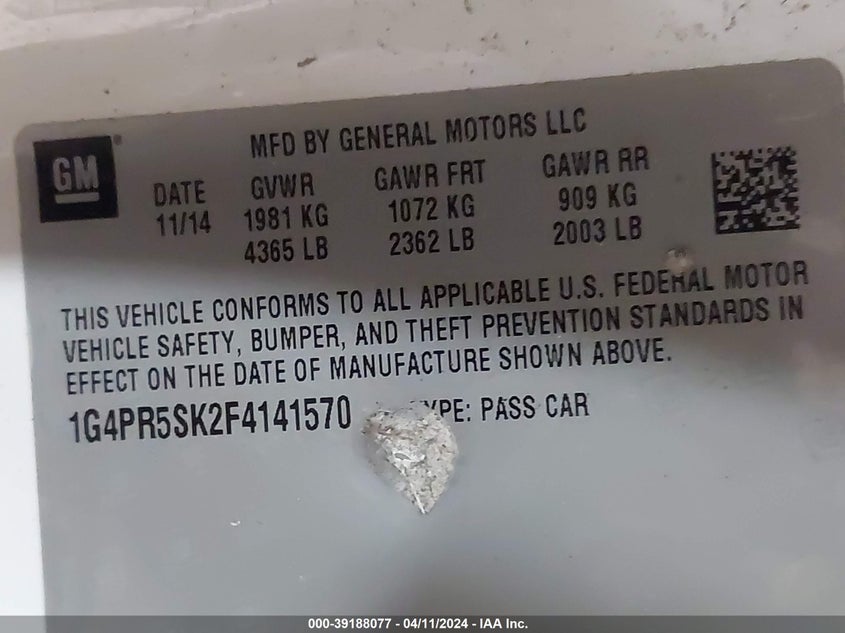 GM
MFD BY GENERAL MOTORS LLC
DATE GVWR GAWR FRT GAWR RR
11/14 1981 KG 1072 KG 909 KG
4365 LB 2362 LB 2003 LB
THIS VEHICLE CONFORMS TO ALL APPLICABLE U.S. FEDERAL MOTOR
VEHICLE SAFETY, BUMPER, AND THEFT PREVENTION STANDARDS IN
EFFECT ON THE DATE OF MANUFACTURE SHOWN ABOVE.
1G4PR5SK2F4141570 YPE: PASS CAR
000-39188077 - 04/11/2024 - IAA Inc.